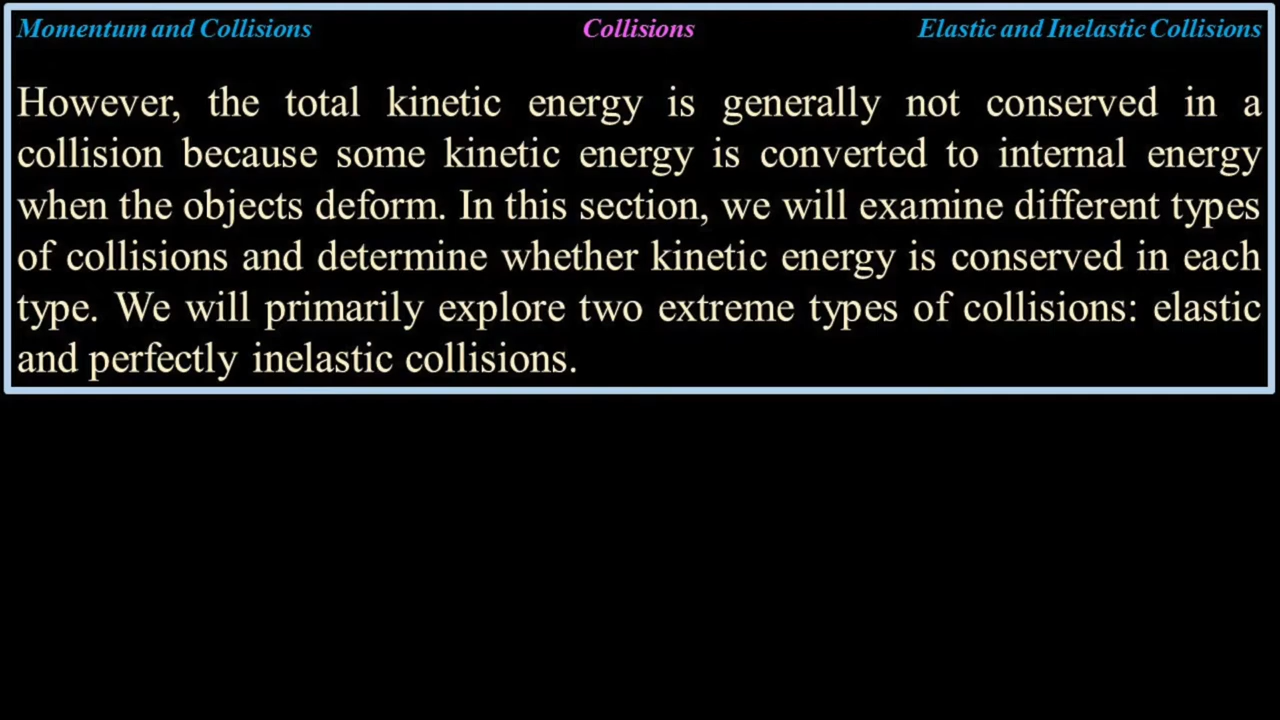 Momentum and Collisions Collisions Elastic and Inelastic Collisions
However, the total kinetic energy is generally not conserved in a
collision because some kinetic energy is converted to internal energy
when the objects deform. In this section, we will examine different types
of collisions and determine whether kinetic energy is conserved in each
type. We will primarily explore two extreme types of collisions: elastic
and perfectly inelastic collisions.